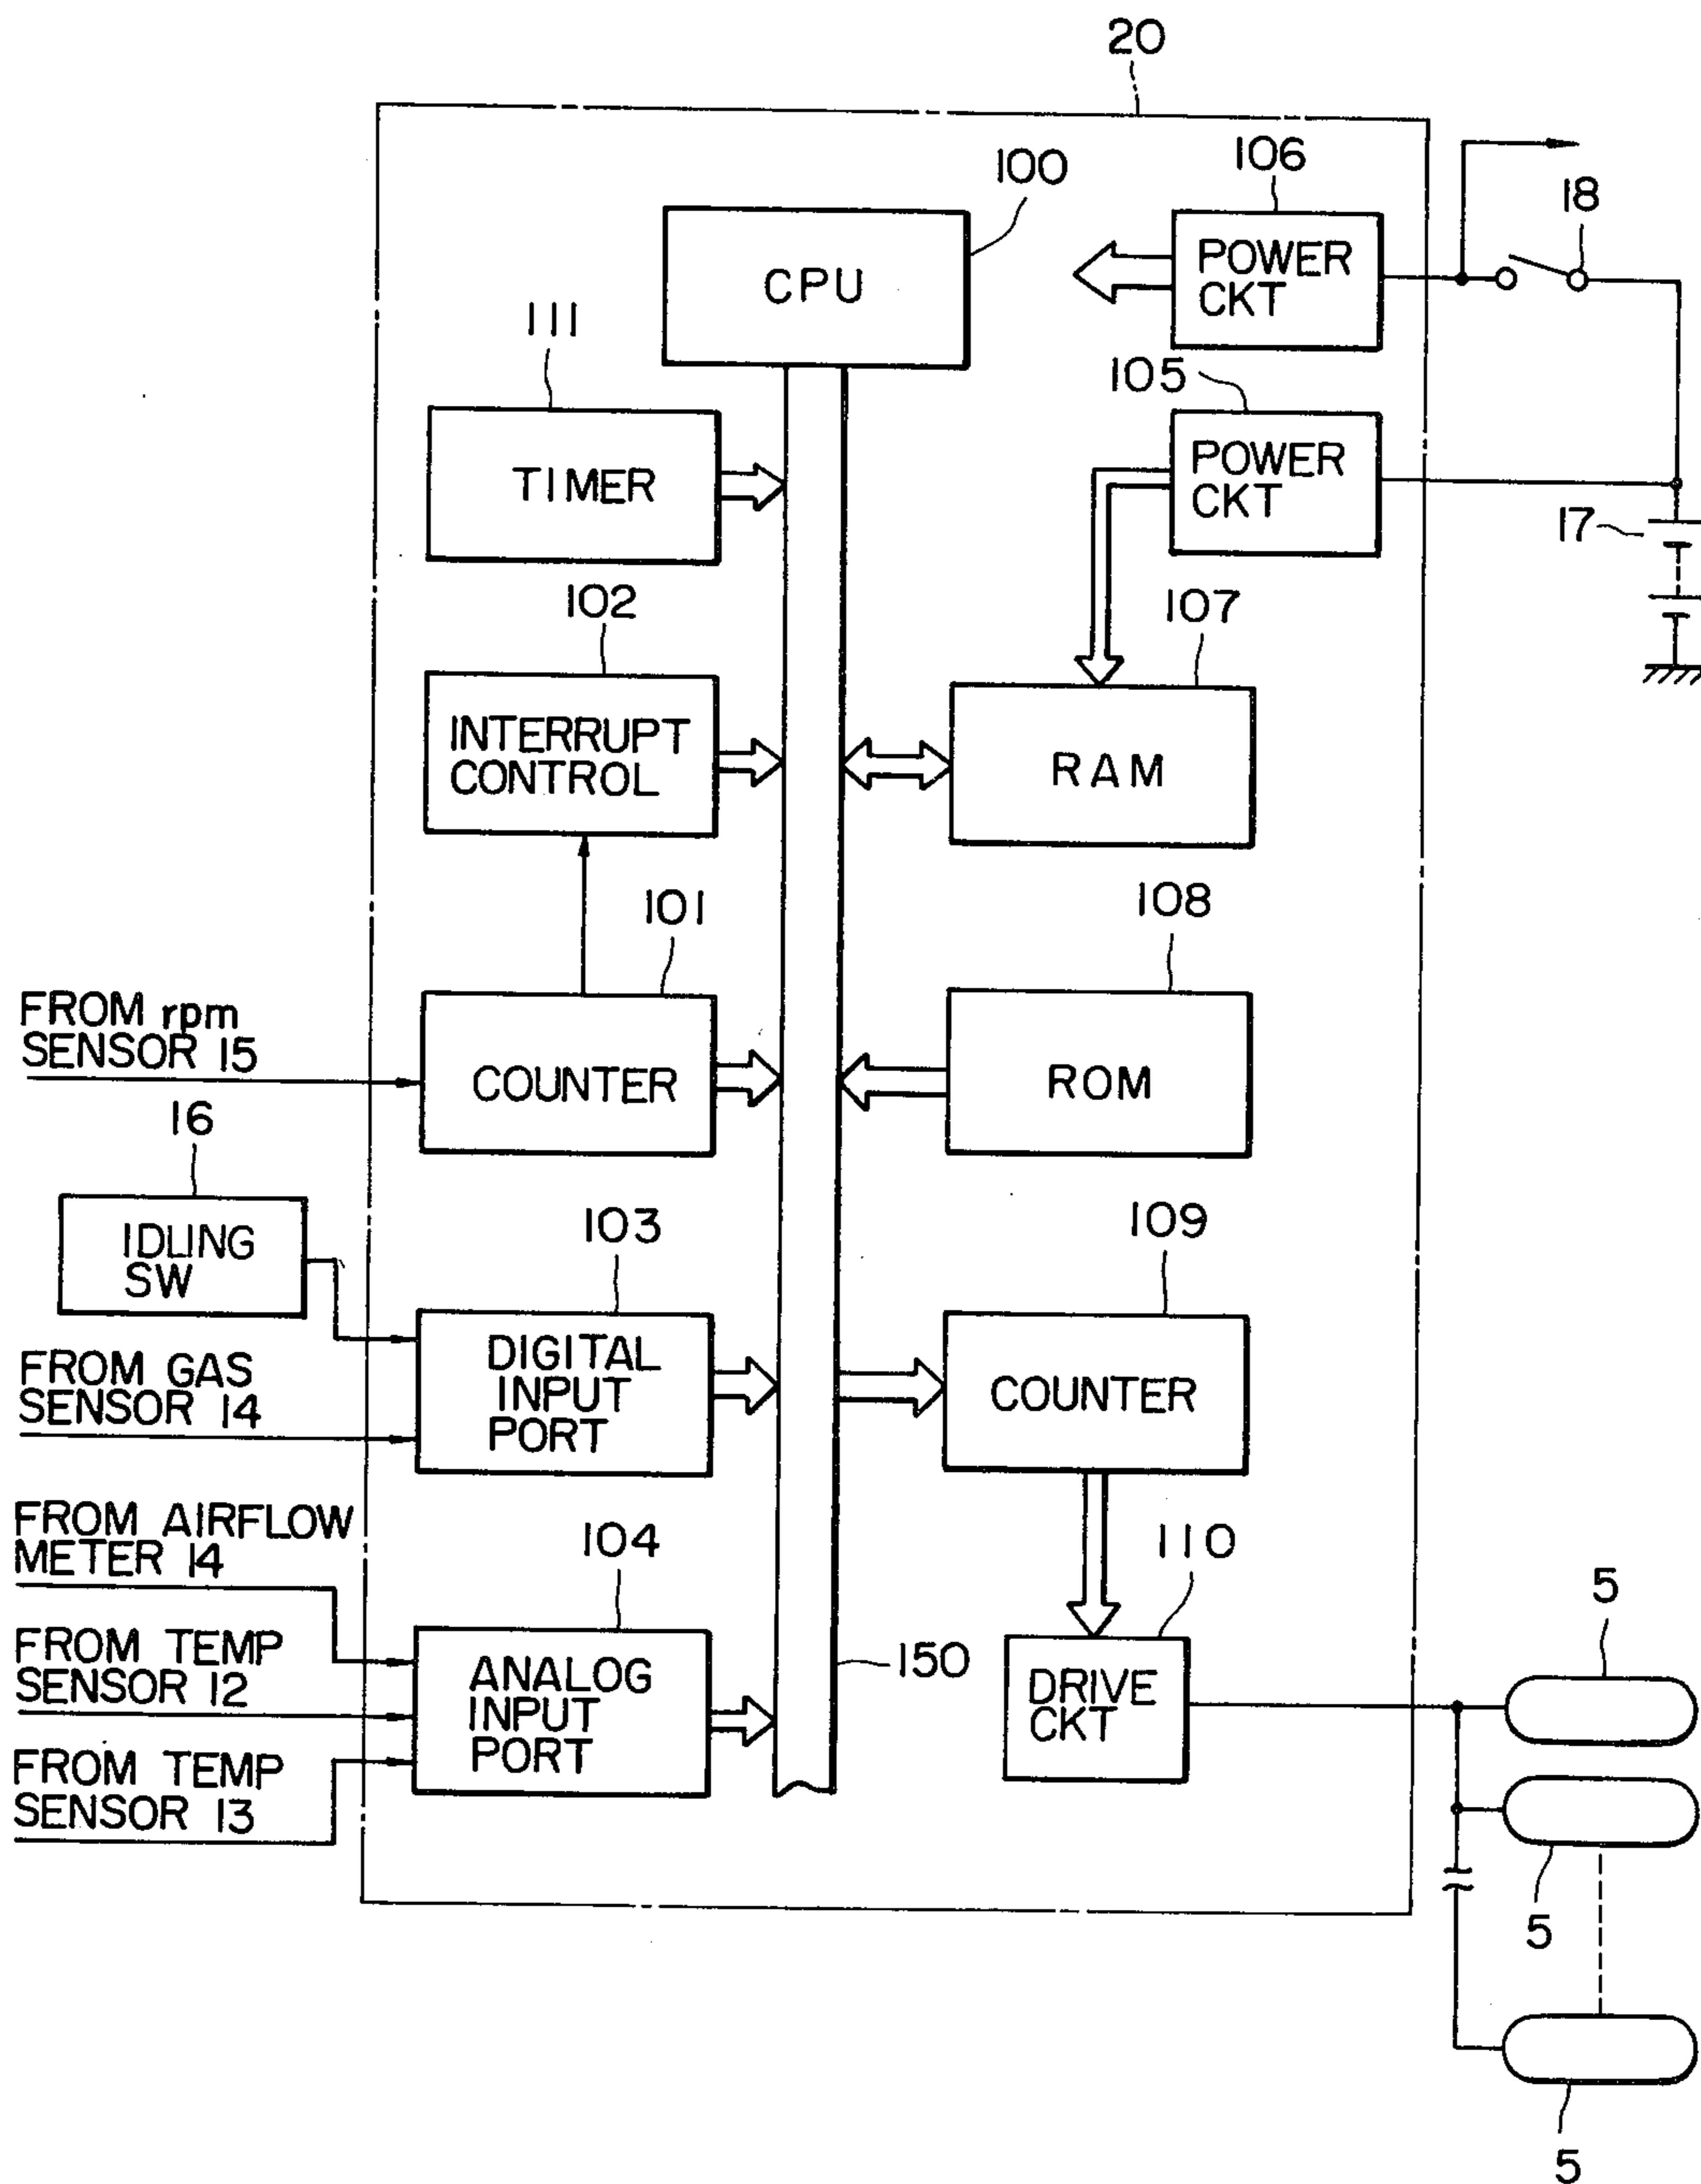 20
100
CPU
106
POWER
CKT
18
111
TIMER
105
POWER
CKT
17
102
INTERRUPT
CONTROL
107
RAM
101
COUNTER
108
ROM
FROM rpm
SENSOR 15
16
IDLING
SW
103
DIGITAL
INPUT
PORT
109
COUNTER
FROM GAS
SENSOR 14
FROM AIRFLOW
METER 14
104
ANALOG
INPUT
PORT
110
DRIVE
CKT
150
FROM TEMP
SENSOR 12
FROM TEMP
SENSOR 13
5
5
5